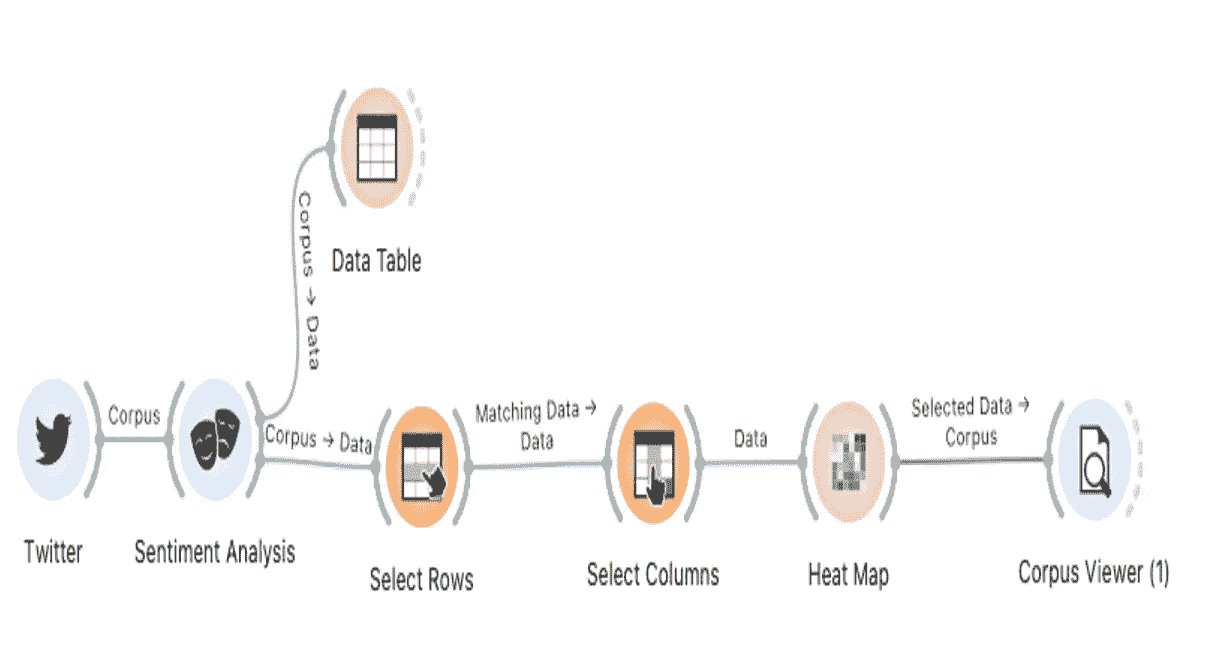 Data Table
Corpus → Data
Corpus
Corpus → Data
Matching Data →
Data
Data
Selected Data →
Corpus
Twitter
Sentiment Analysis
Select Rows
Select Columns
Heat Map
Corpus Viewer (1)